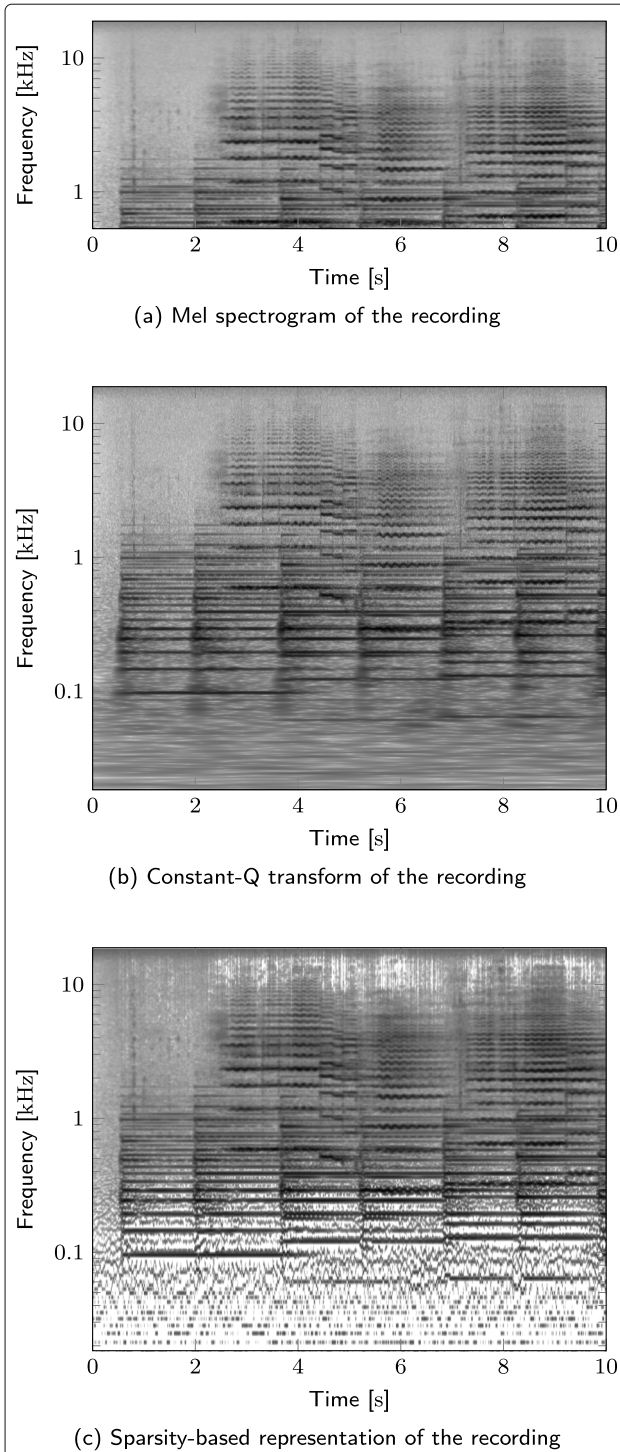 10
1
Frequency [kHz]
0 2 4 6 8 10
Time [s]
(a) Mel spectrogram of the recording
10
1
0.1
Frequency [kHz]
0 2 4 6 8 10
Time [s]
(b) Constant-Q transform of the recording
10
1
0.1
Frequency [kHz]
0 2 4 6 8 10
Time [s]
(c) Sparsity-based representation of the recording